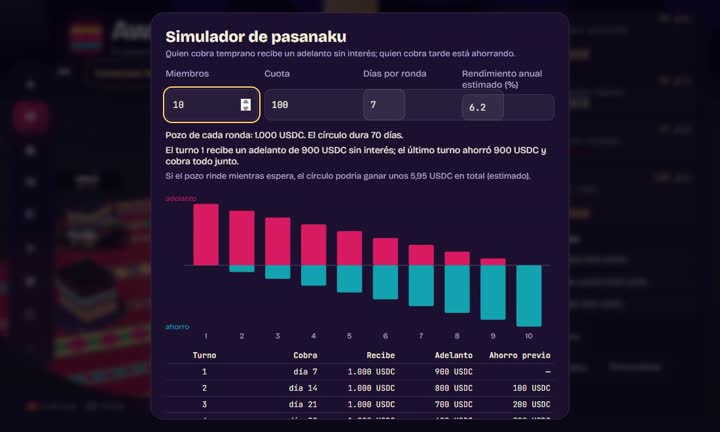 Simulador de pasanaku
Quien cobra temprano recibe un adelanto sin interés; quien cobra tarde está ahorrando.
Miembros Cuota Días por ronda Rendimiento anual estimado (%)
10 100 7 6.2
Pozo de cada ronda: 1.000 USDC. El círculo dura 70 días.
El turno 1 recibe un adelanto de 900 USDC sin interés; el último turno ahorró 900 USDC y
cobra todo junto.
Si el pozo rinde mientras espera, el círculo podría ganar unos 5,95 USDC en total (estimado).
adelanto
ahorro
1 2 3 4 5 6 7 8 9 10
Turno Cobra Recibe Adelanto Ahorro previo
1 día 7 1.000 USDC 900 USDC —
2 día 14 1.000 USDC 800 USDC 100 USDC
3 día 21 1.000 USDC 700 USDC 200 USDC